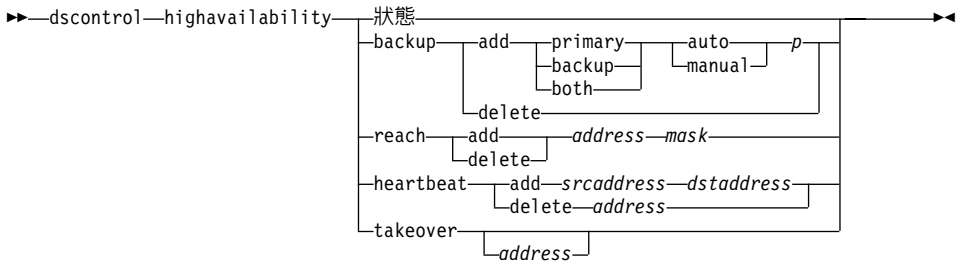 dscontrol highavailability 狀態
backup add primary auto p
backup manual
both
delete
reach add address mask
delete
heartbeat add srcaddress dstaddress
delete address
takeover
address